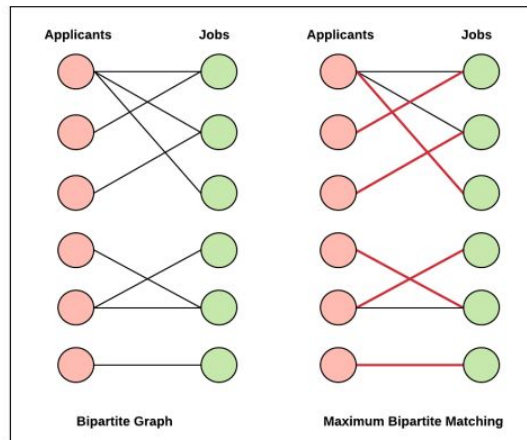 Applicants
Jobs
Applicants
Jobs
Bipartite Graph
Maximum Bipartite Matching